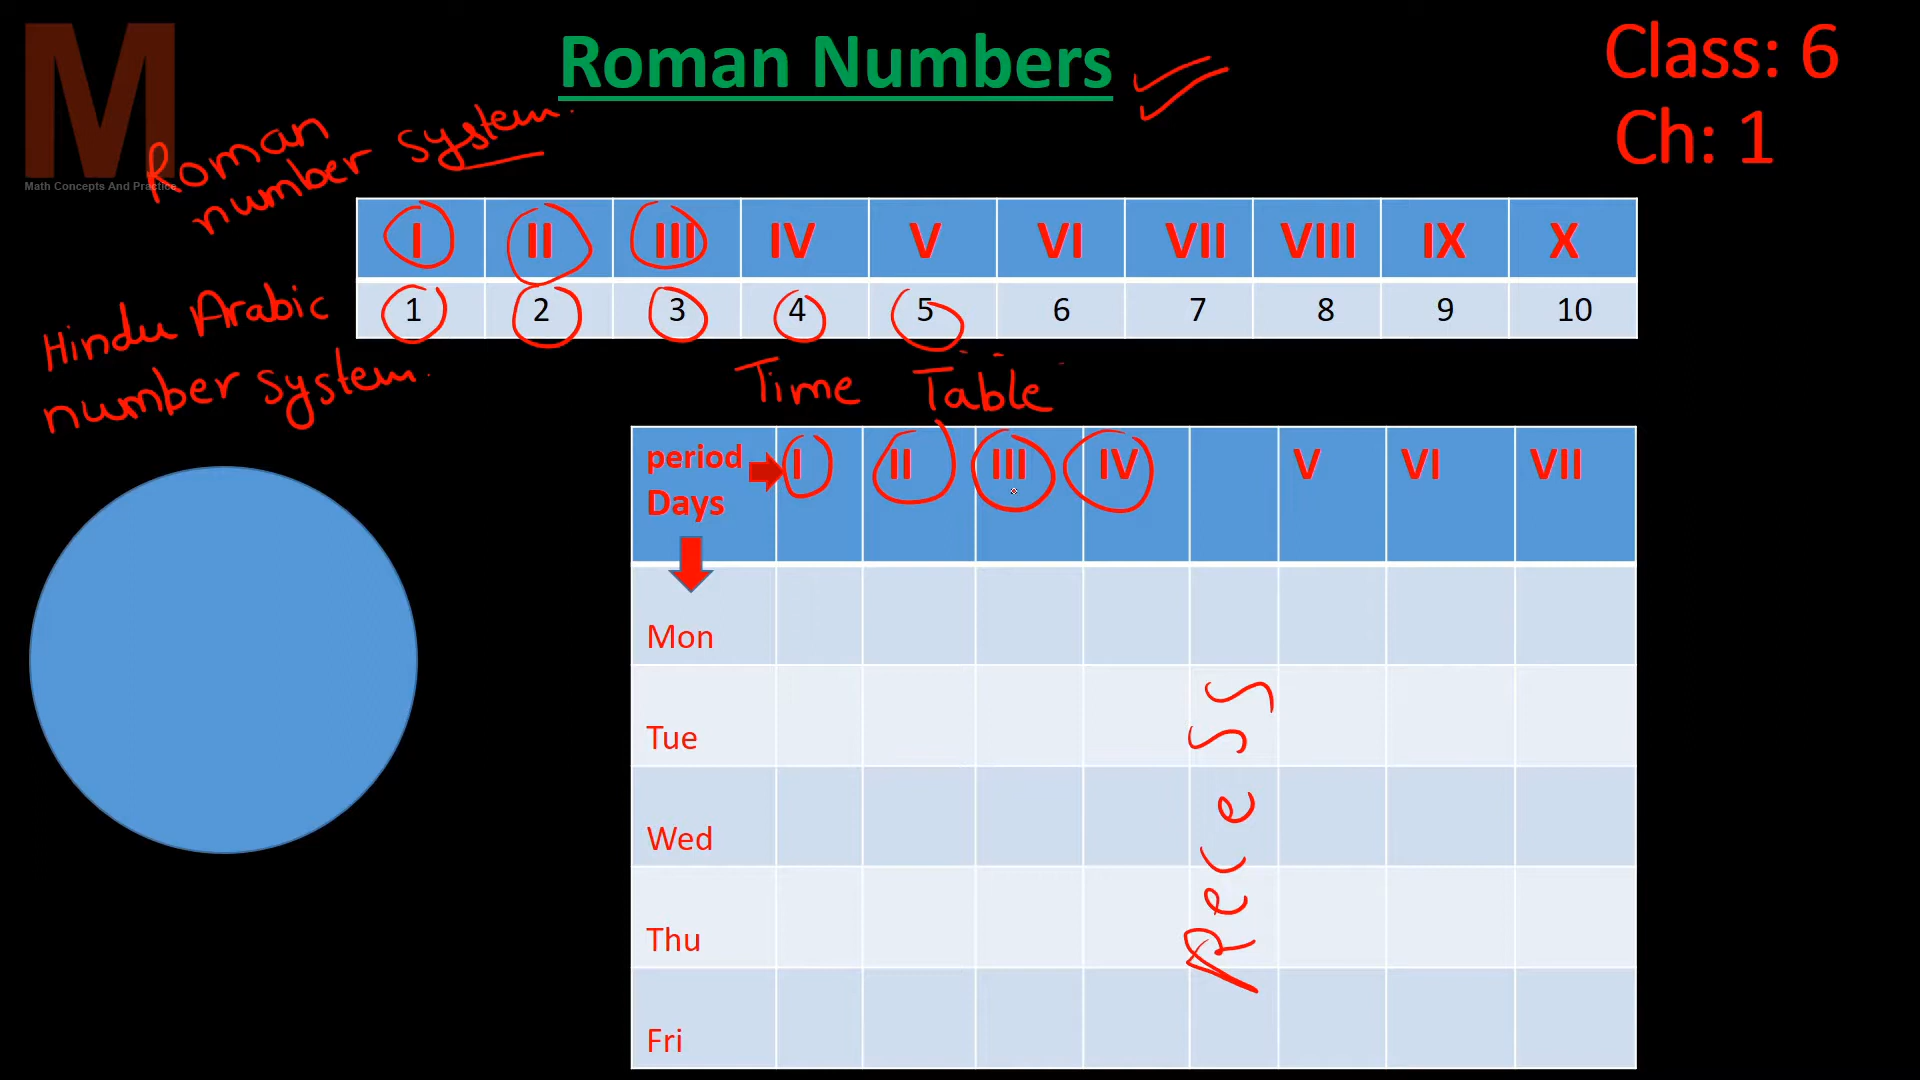 Roman Numbers
Class: 6
Ch: 1
M
Math Concepts And Practice
Roman
number system.
I II III IV V VI VII VIII IX X
1 2 3 4 5 6 7 8 9 10
Hindu Arabic
number system.
Time Table
period I II III IV V VI VII
Days
Mon
Tue
Wed
Thu
Fri
Recess